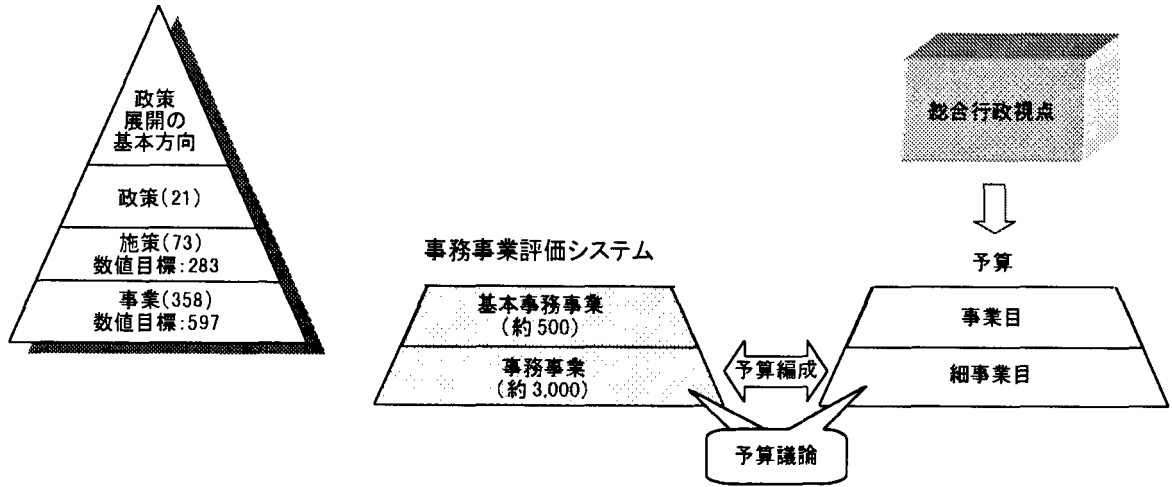 政策
展開の
基本方向
政策(21)
施策(73)
数値目標:283
事業(358)
数値目標:597
事務事業評価システム
基本事務事業
(約500)
事務事業
(約3,000)
予算編成
予算議論
総合行政視点
予算
事業目
細事業目